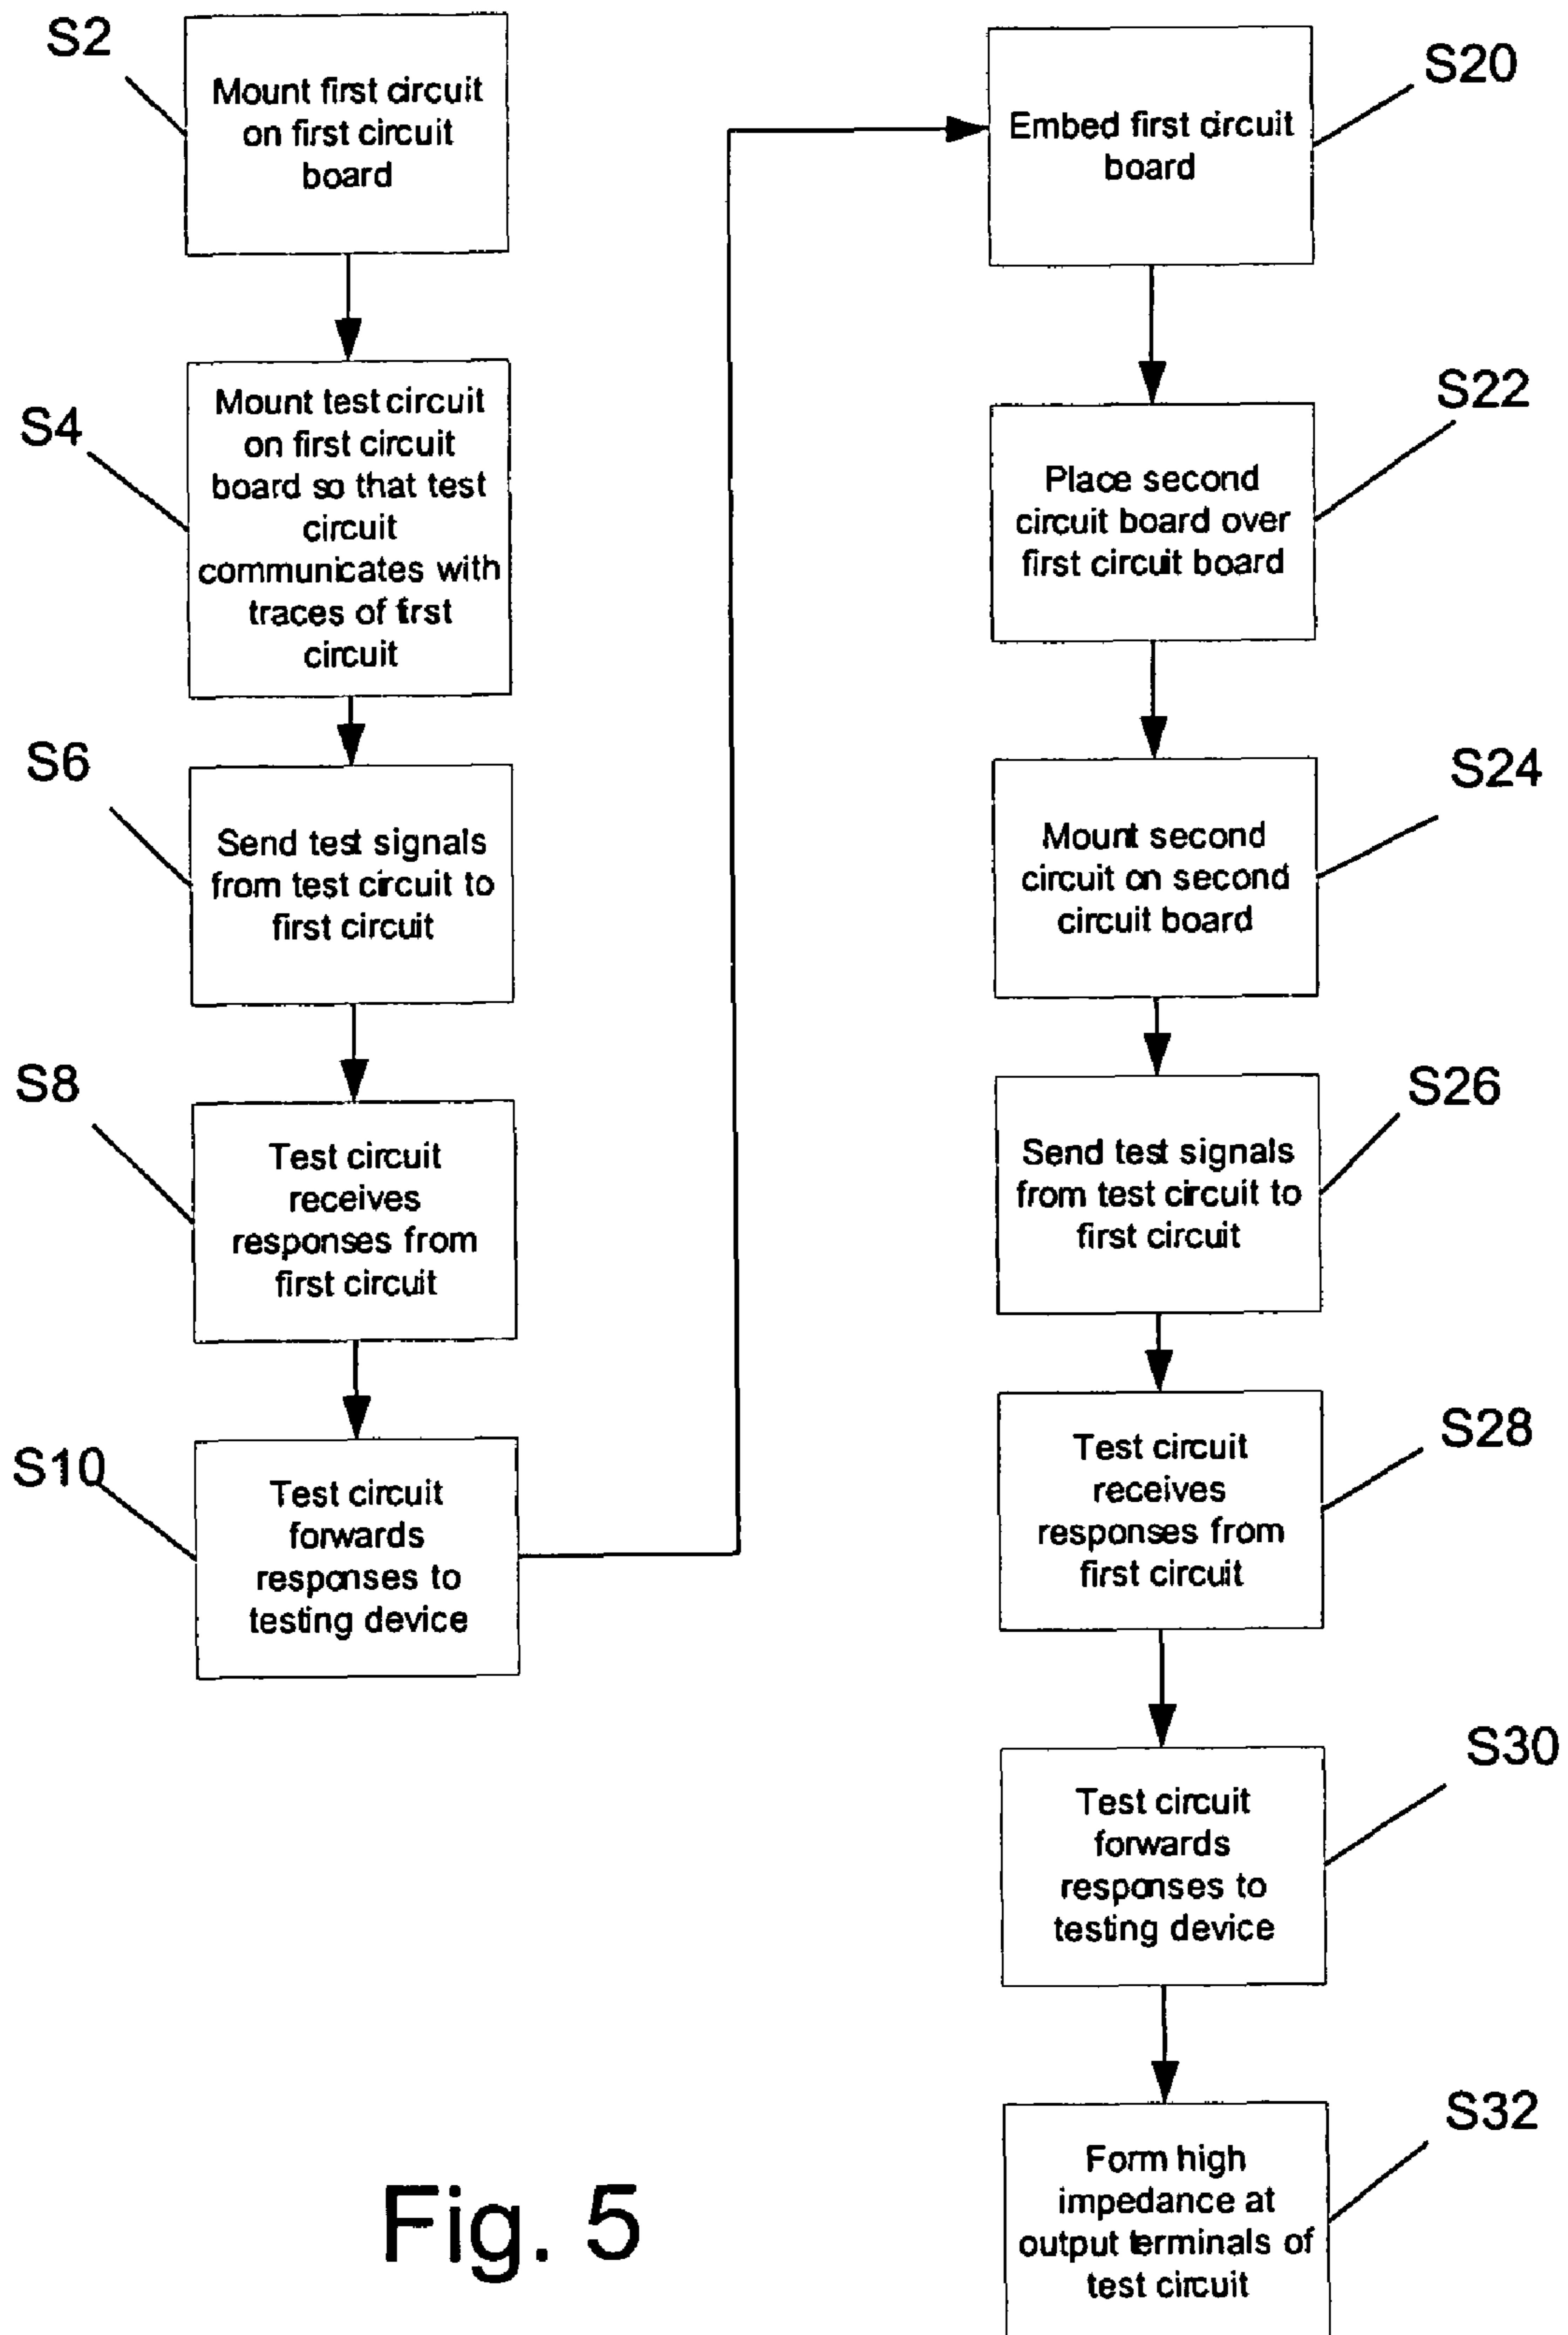 S2
Mount first circuit
on first circuit
board
S4
Mount test circuit
on first circuit
board so that test
circuit
communicates with
traces of first
circuit
S6
Send test signals
from test circuit to
first circuit
S8
Test circuit
receives
responses from
first circuit
S10
Test circuit
forwards
responses to
testing device
S20
Embed first circuit
board
S22
Place second
circuit board over
first circuit board
S24
Mount second
circuit on second
circuit board
S26
Send test signals
from test circuit to
first circuit
S28
Test circuit
receives
responses from
first circuit
S30
Test circuit
forwards
responses to
testing device
S32
Form high
impedance at
output terminals of
test circuit
Fig. 5